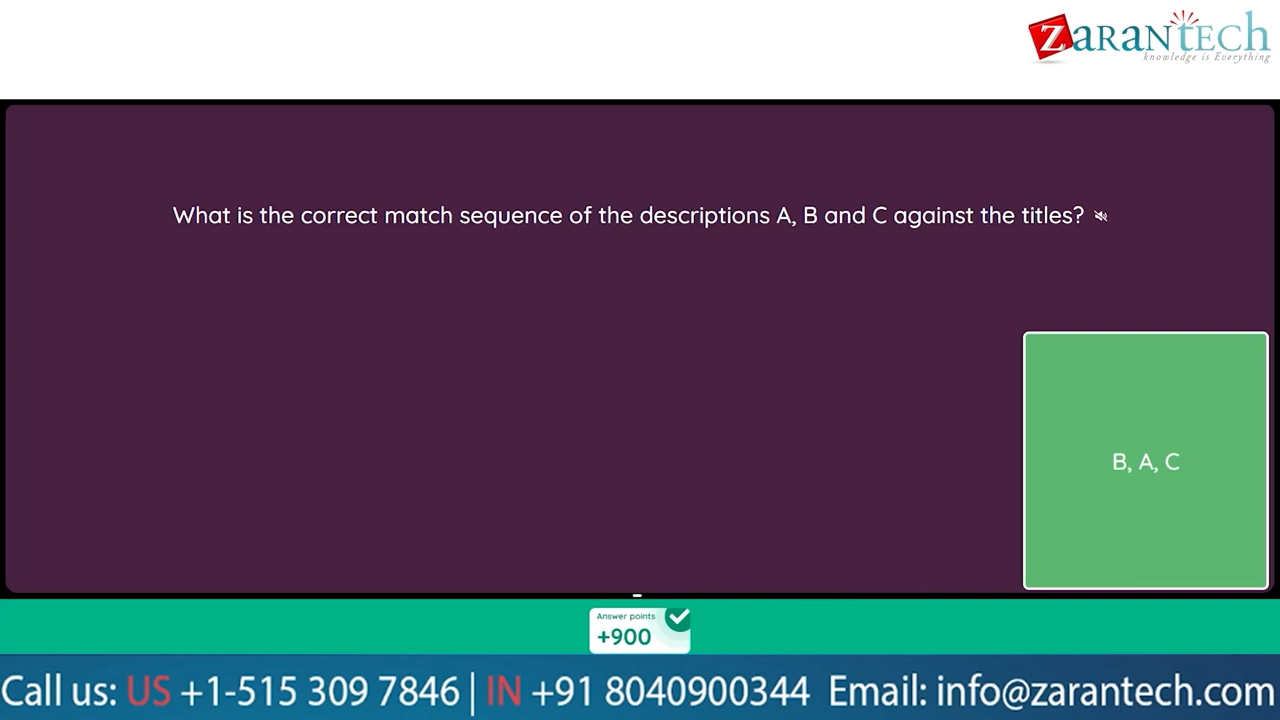 ZARANTECH
knowledge is Everything
What is the correct match sequence of the descriptions A, B and C against the titles?
B, A, C
Answer points
+900
Call us: US +1-515 309 7846 | IN +91 8040900344 Email: info@zarantech.com